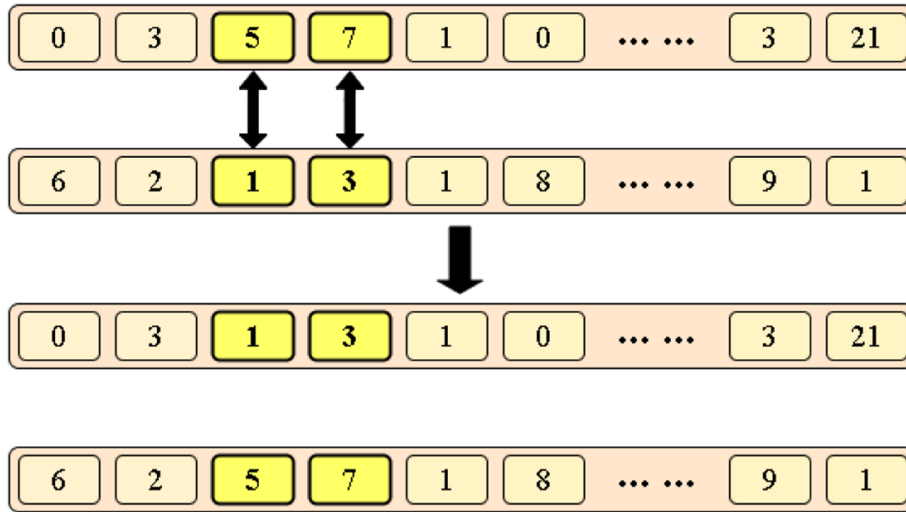 0 3 5 7 1 0 ... ... 3 21
6 2 1 3 1 8 ... ... 9 1
0 3 1 3 1 0 ... ... 3 21
6 2 5 7 1 8 ... ... 9 1